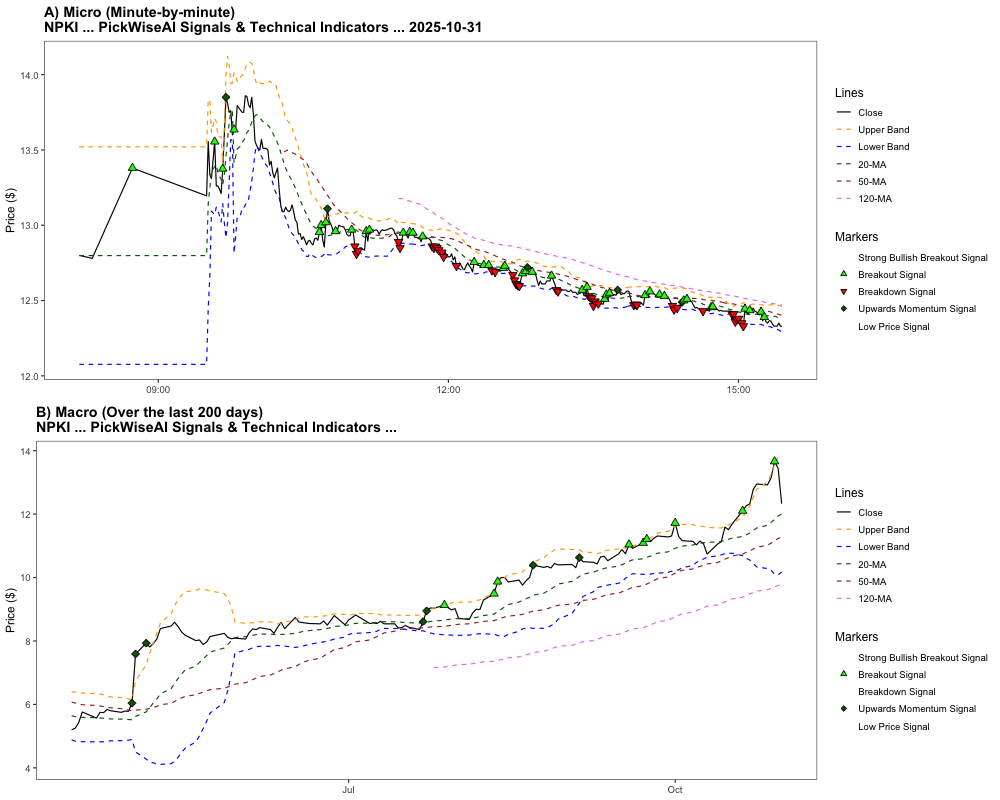 A) Micro (Minute-by-minute)
NPKI ... PickWiseAI Signals & Technical Indicators ... 2025-10-31
Price ($)
14.0
13.5
13.0
12.5
12.0
09:00
12:00
15:00
Lines
Close
Upper Band
Lower Band
20-MA
50-MA
120-MA
Markers
Strong Bullish Breakout Signal
Breakout Signal
Breakdown Signal
Upwards Momentum Signal
Low Price Signal
B) Macro (Over the last 200 days)
NPKI ... PickWiseAI Signals & Technical Indicators ...
Price ($)
14
12
10
8
6
4
Jul
Oct
Lines
Close
Upper Band
Lower Band
20-MA
50-MA
120-MA
Markers
Strong Bullish Breakout Signal
Breakout Signal
Breakdown Signal
Upwards Momentum Signal
Low Price Signal